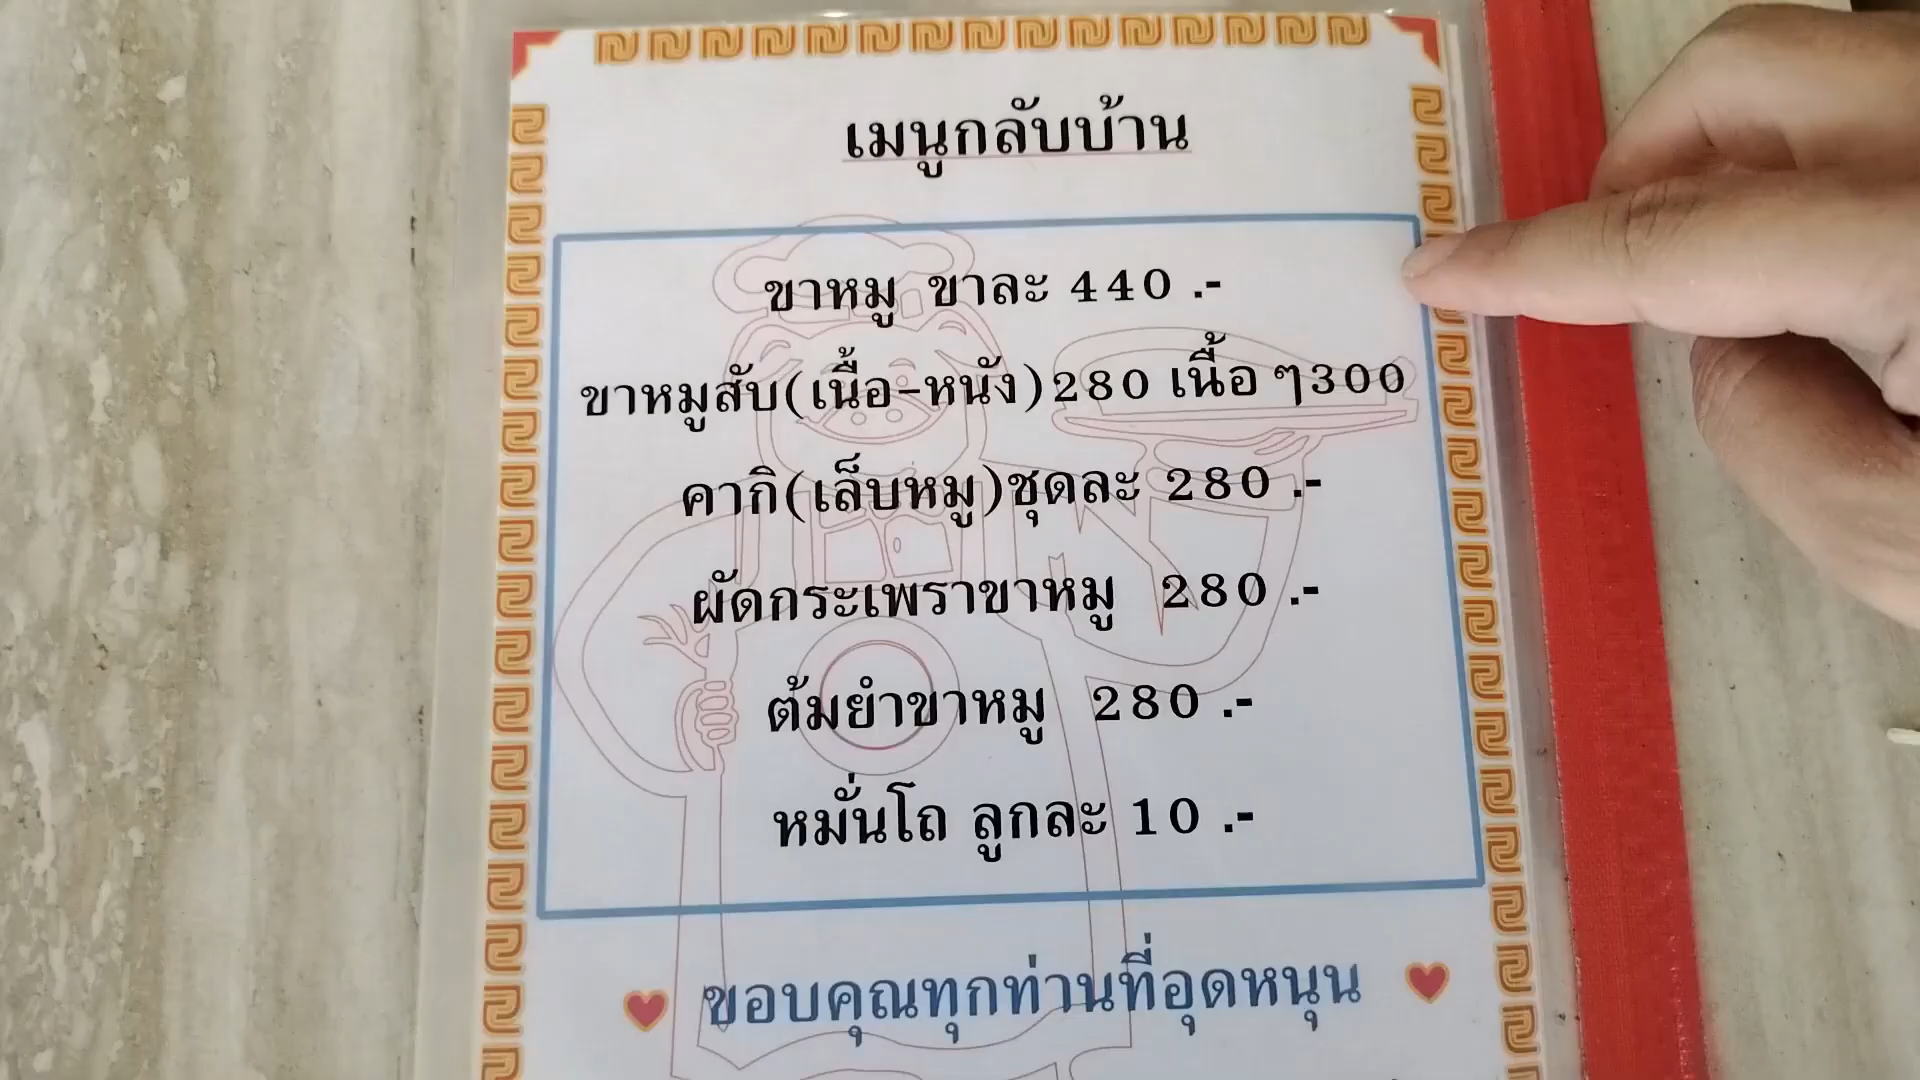 เมนูกลับบ้าน
ขาหมู ขาละ 440 .-
ขาหมูสับ(เนื้อ-หนัง)280 เนื้อ ๆ300
คากิ(เล็บหมู)ชุดละ 280 .-
ผัดกระเพราขาหมู 280 .-
ต้มยำขาหมู 280 .-
หมั่นโถ ลูกละ 10 .-
ขอบคุณทุกท่านที่อุดหนุน